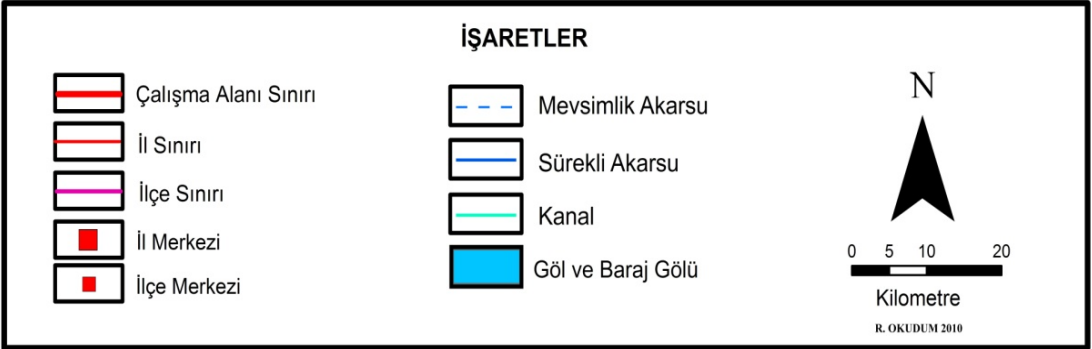 İŞARETLER
Çalışma Alanı Sınırı
İl Sınırı
İlçe Sınırı
İl Merkezi
İlçe Merkezi
Mevsimlik Akarsu
Sürekli Akarsu
Kanal
Göl ve Baraj Gölü
N
0 5 10 20
Kilometre
R. OKUDUM 2010